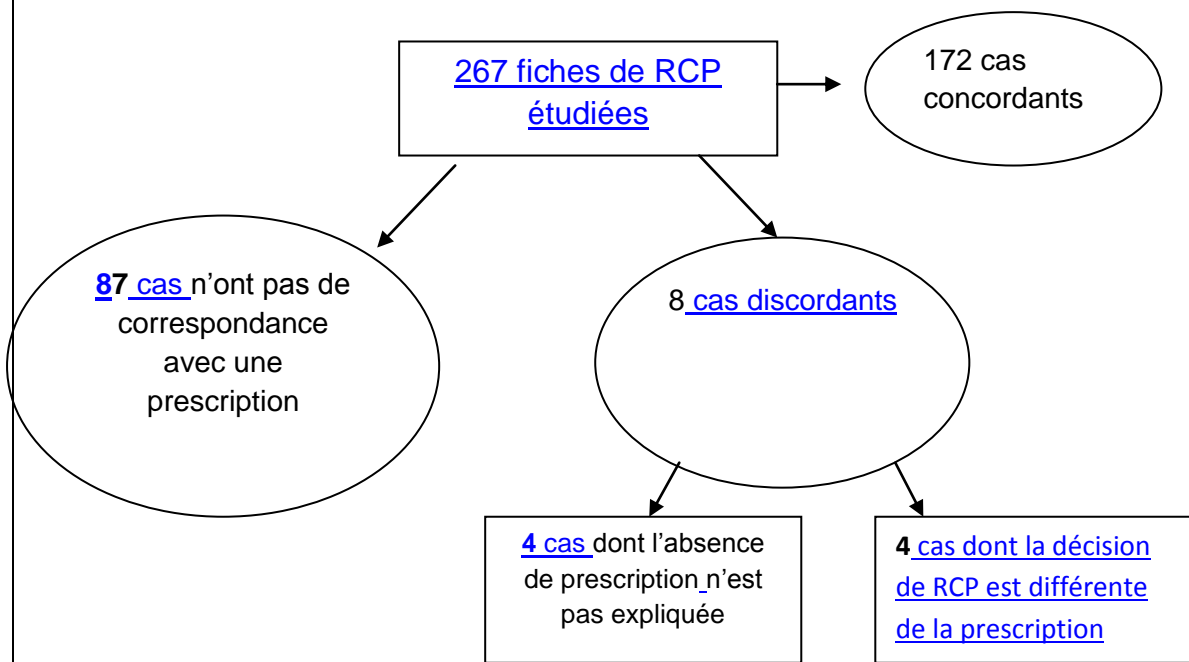 267 fiches de RCP
étudiées
172 cas
concordants
87 cas n’ont pas de
correspondance
avec une
prescription
8 cas discordants
4 cas dont l’absence
de prescription n’est
pas expliquée
4 cas dont la décision
de RCP est différente
de la prescription